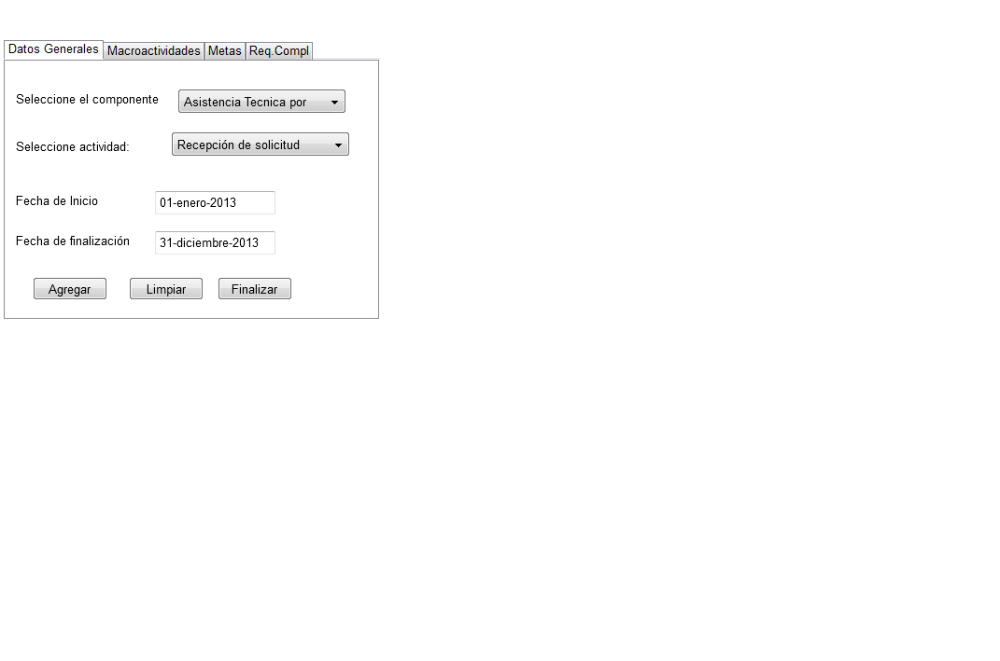 Datos Generales Macroactividades Metas Req.Compl
Seleccione el componente Asistencia Tecnica por
Seleccione actividad: Recepción de solicitud
Fecha de Inicio 01-enero-2013
Fecha de finalización 31-diciembre-2013
Agregar Limpiar Finalizar